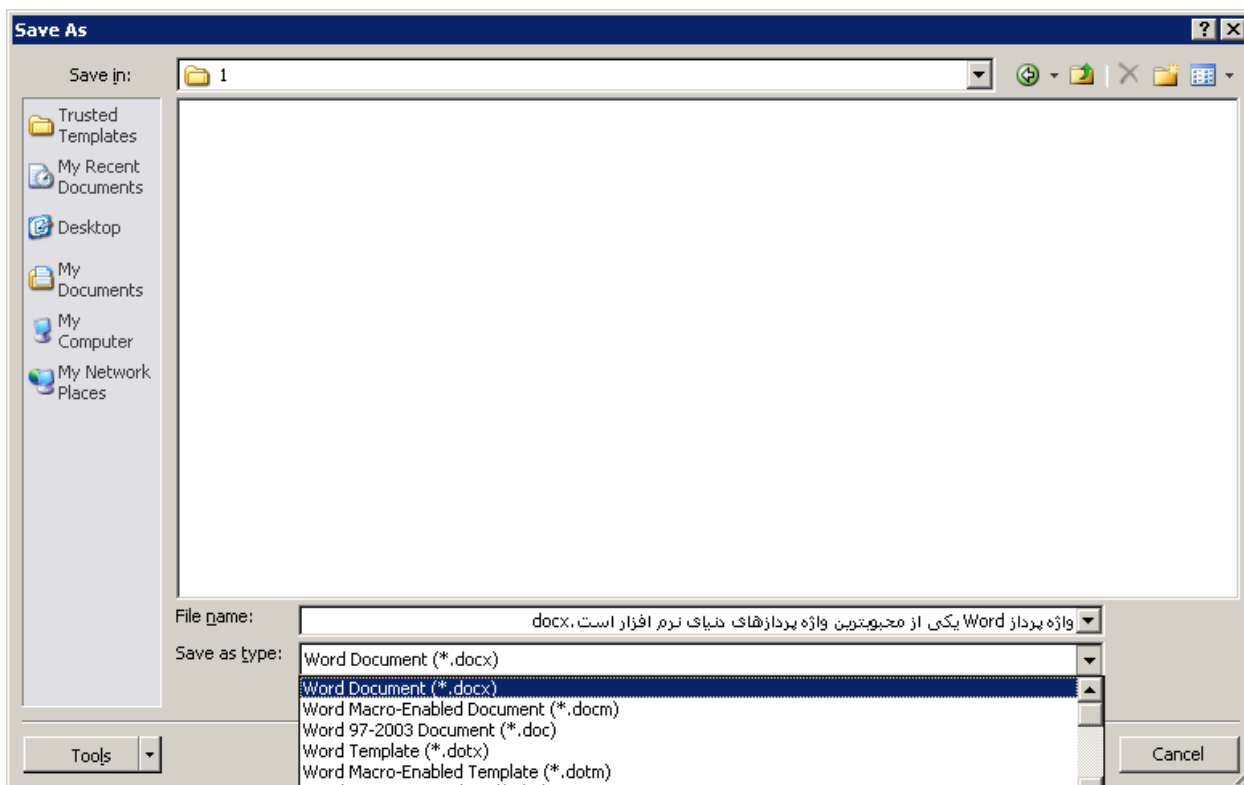 Save As
Save in:
1
Trusted
Templates
My Recent
Documents
Desktop
My
Documents
My
Computer
My Network
Places
File name:
واژه پرداز Word یکی از محبوبترین واژه پردازهای دنیای نرم افزار است.docx
Save as type:
Word Document (*.docx)
Word Document (*.docx)
Word Macro-Enabled Document (*.docm)
Word 97-2003 Document (*.doc)
Word Template (*.dotx)
Word Macro-Enabled Template (*.dotm)
Tools
Cancel